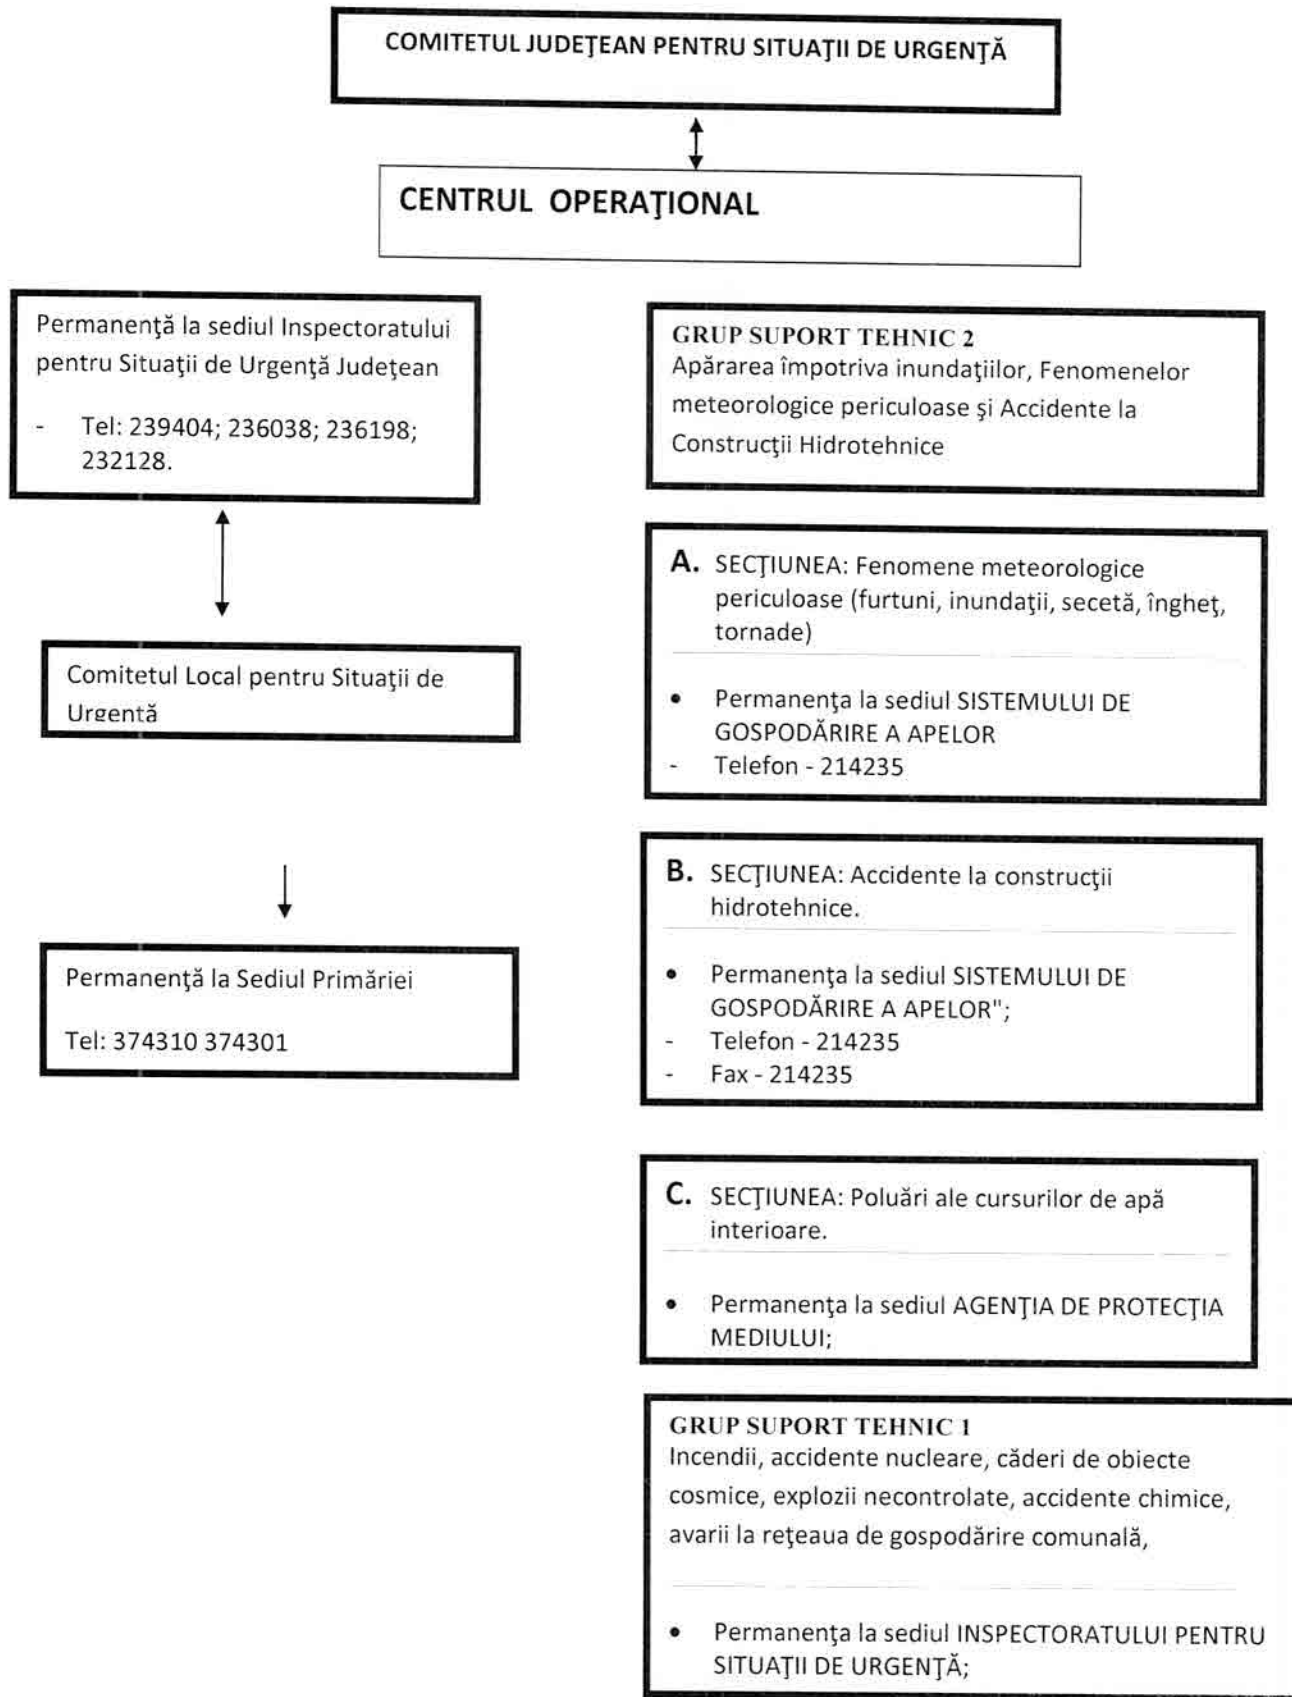 COMITETUL JUDEŢEAN PENTRU SITUAŢII DE URGENŢĂ
CENTRUL OPERAŢIONAL
Permanenţă la sediul Inspectoratului
pentru Situaţii de Urgenţă Judeţean
- Tel: 239404; 236038; 236198;
232128.
Comitetul Local pentru Situaţii de
Urgentă
Permanenţă la Sediul Primăriei
Tel: 374310 374301
GRUP SUPORT TEHNIC 2
Apărarea împotriva inundaţiilor, Fenomenelor
meteorologice periculoase şi Accidente la
Construcţii Hidrotehnice
A. SECŢIUNEA: Fenomene meteorologice
periculoase (furtuni, inundaţii, secetă, îngheţ,
tornade)
• Permanenţa la sediul SISTEMULUI DE
GOSPODĂRIRE A APELOR
- Telefon - 214235
B. SECŢIUNEA: Accidente la construcţii
hidrotehnice.
• Permanenţa la sediul SISTEMULUI DE
GOSPODĂRIRE A APELOR";
- Telefon - 214235
- Fax - 214235
C. SECŢIUNEA: Poluări ale cursurilor de apă
interioare.
• Permanenţa la sediul AGENŢIA DE PROTECŢIA
MEDIULUI;
GRUP SUPORT TEHNIC 1
Incendii, accidente nucleare, căderi de obiecte
cosmice, explozii necontrolate, accidente chimice,
avarii la reţeaua de gospodărire comunală,
• Permanenţa la sediul INSPECTORATULUI PENTRU
SITUAŢII DE URGENŢĂ;